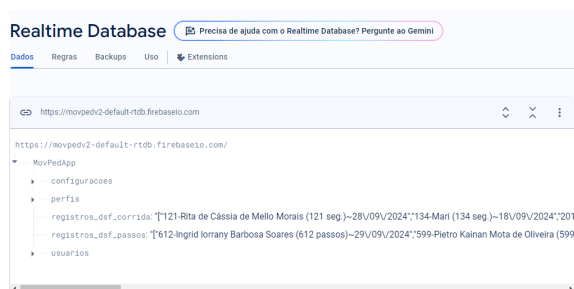 Realtime Database
Precisa de ajuda com o Realtime Database? Pergunte ao Gemini
Dados Regras Backups Uso Extensions
https://movpedv2-default-rtdb.firebaseio.com
https://movpedv2-default-rtdb.firebaseio.com/
MovPedApp
configuracoes
perfis
registros_dsf_corrida: "["121-Rita de Cássia de Mello Morais (121 seg.)~28\/09\/2024","134-Mari (134 seg.)~18\/09\/2024","201
registros_dsf_passos: "["612-Ingrid Iorrany Barbosa Soares (612 passos)~29\/09\/2024","599-Pietro Kainan Mota de Oliveira (599
usuarios